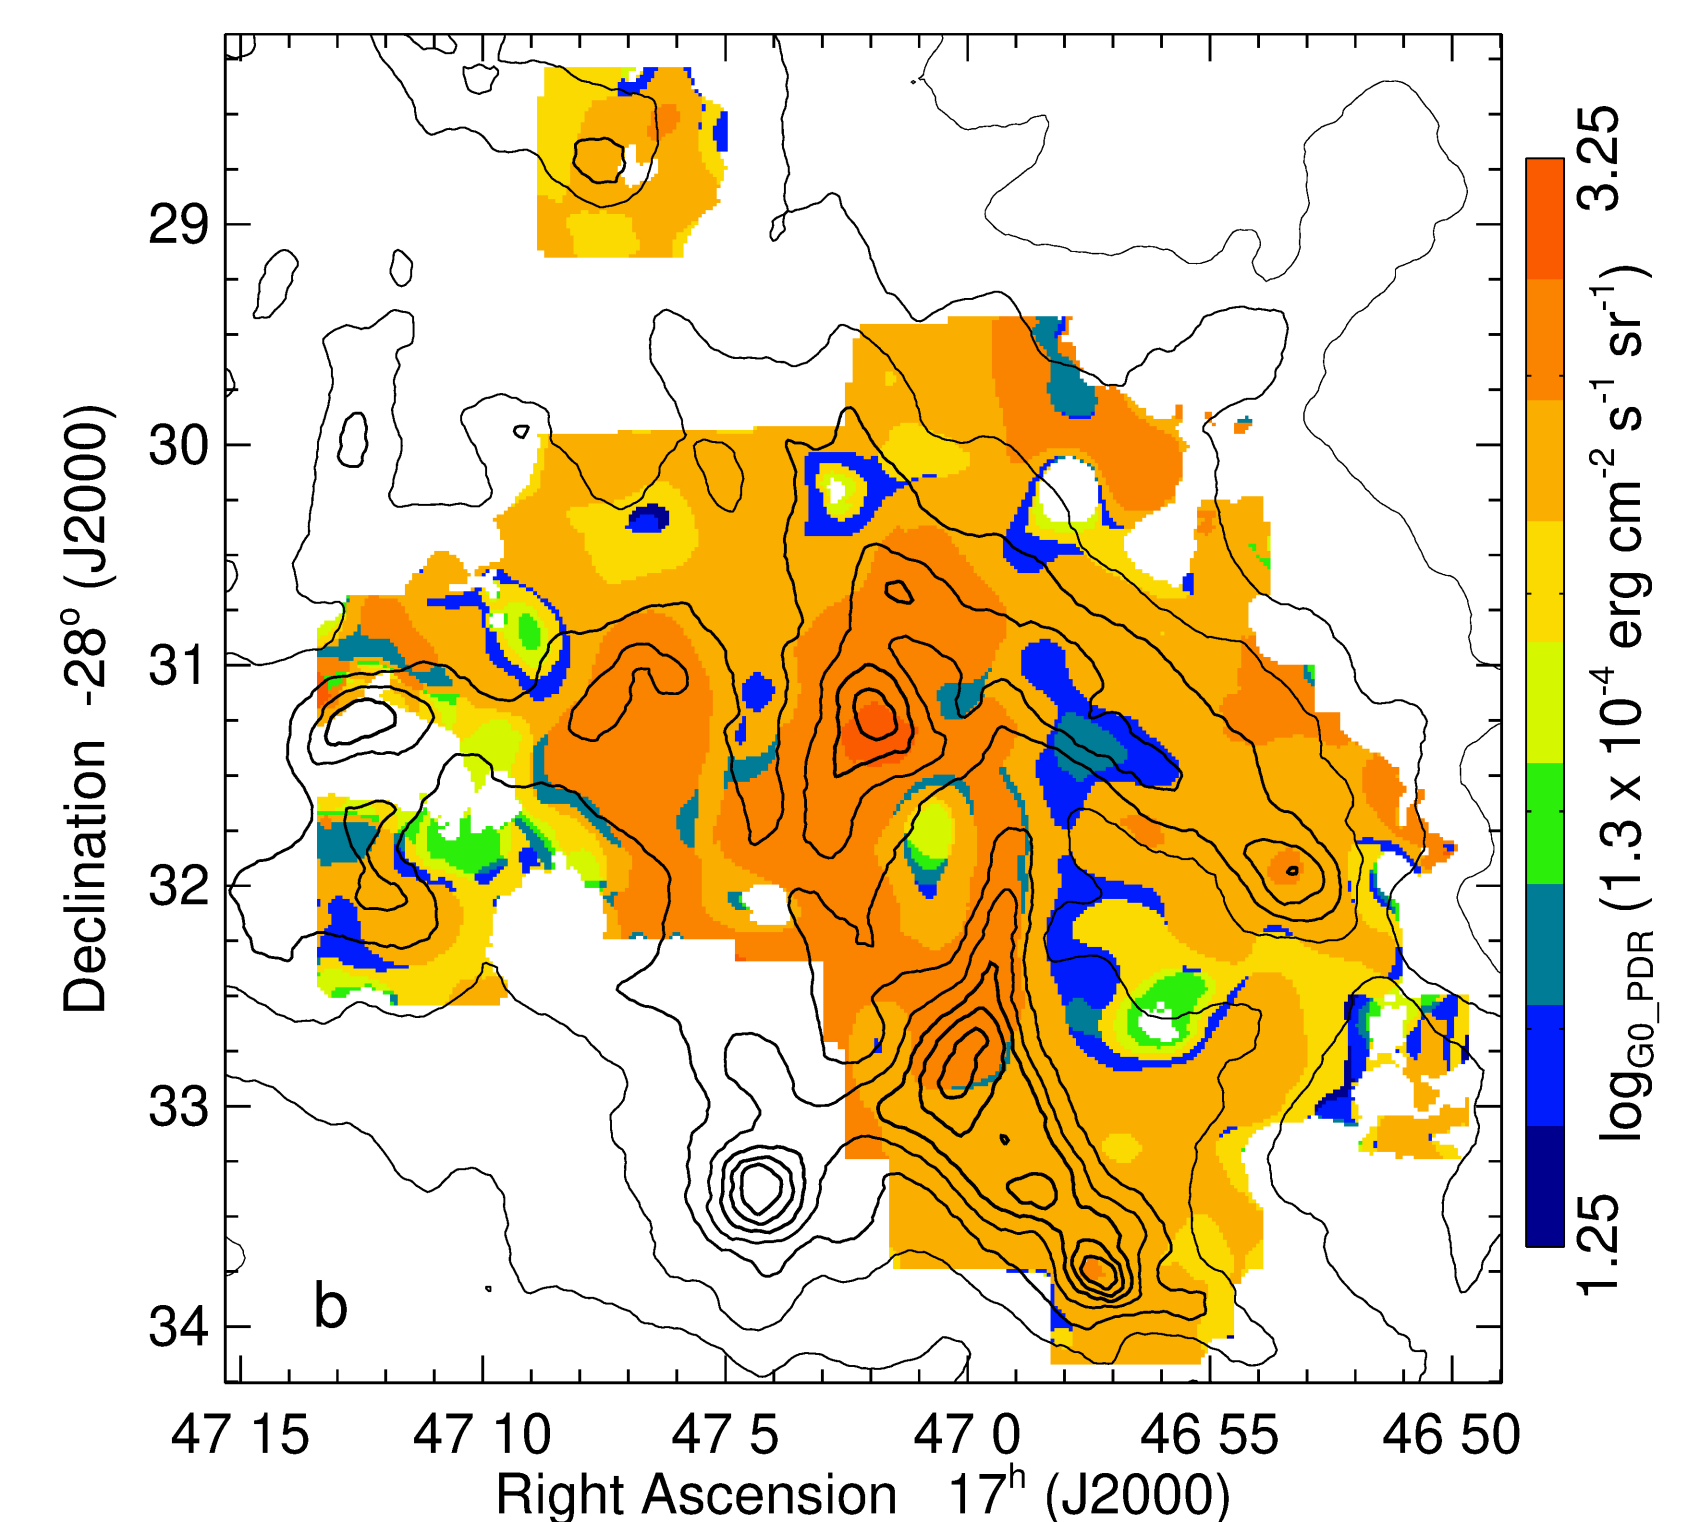 29
30
31
32
33
34
Declination -28° (J2000)
b
47 15 47 10 47 5 47 0 46 55 46 50
Right Ascension 17ʰ (J2000)
3.25
1.25
log_G0_PDR (1.3 x 10⁻⁴ erg cm⁻² s⁻¹ sr⁻¹)